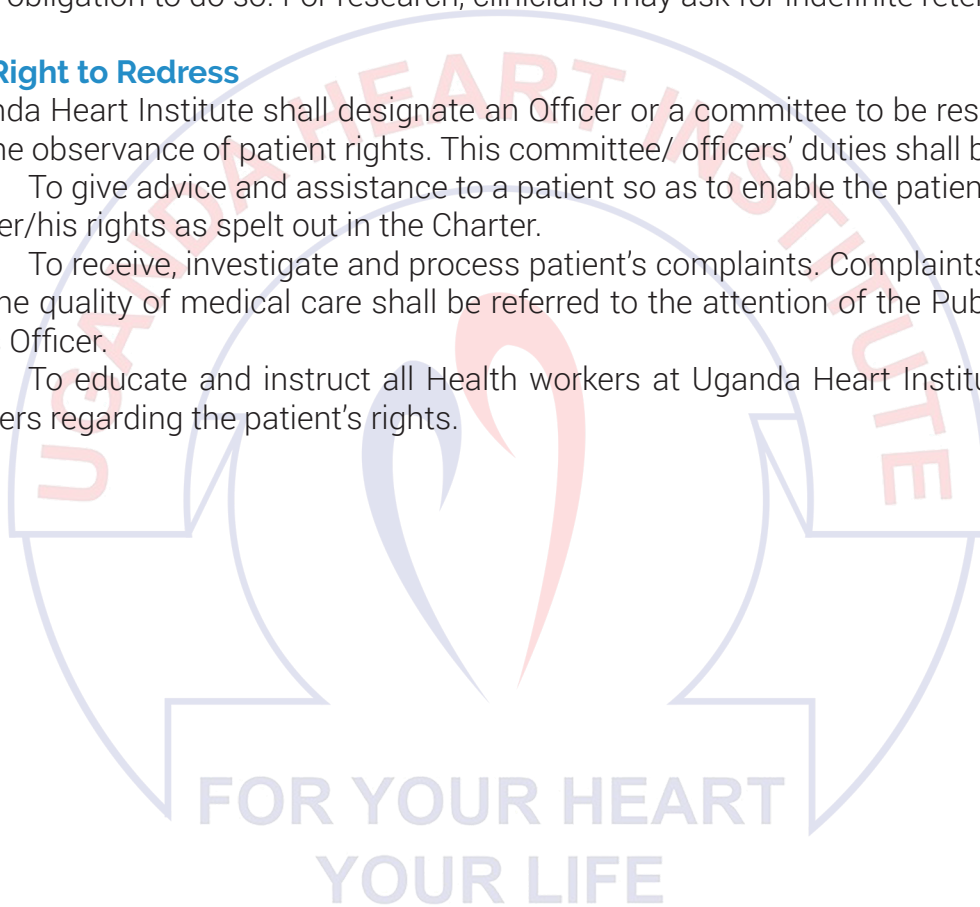 obligation to do so. For research, clinicians may ask for indefinite
Right to Redress
nda Heart Institute shall designate an Officer or a committee to be res
he observance of patient rights. This committee/ officers' duties shall b
To give advice and assistance to a patient so as to enable the patien
er/his rights as spelt out in the Charter.
To receive, investigate and process patient's complaints. Complaints
he quality of medical care shall be referred to the attention of the Pub
Officer.
To educate and instruct all Health workers at Uganda Heart Institu
ers regarding the patient's rights.
UGANDA HEART INSTITUTE
FOR YOUR HEART
YOUR LIFE